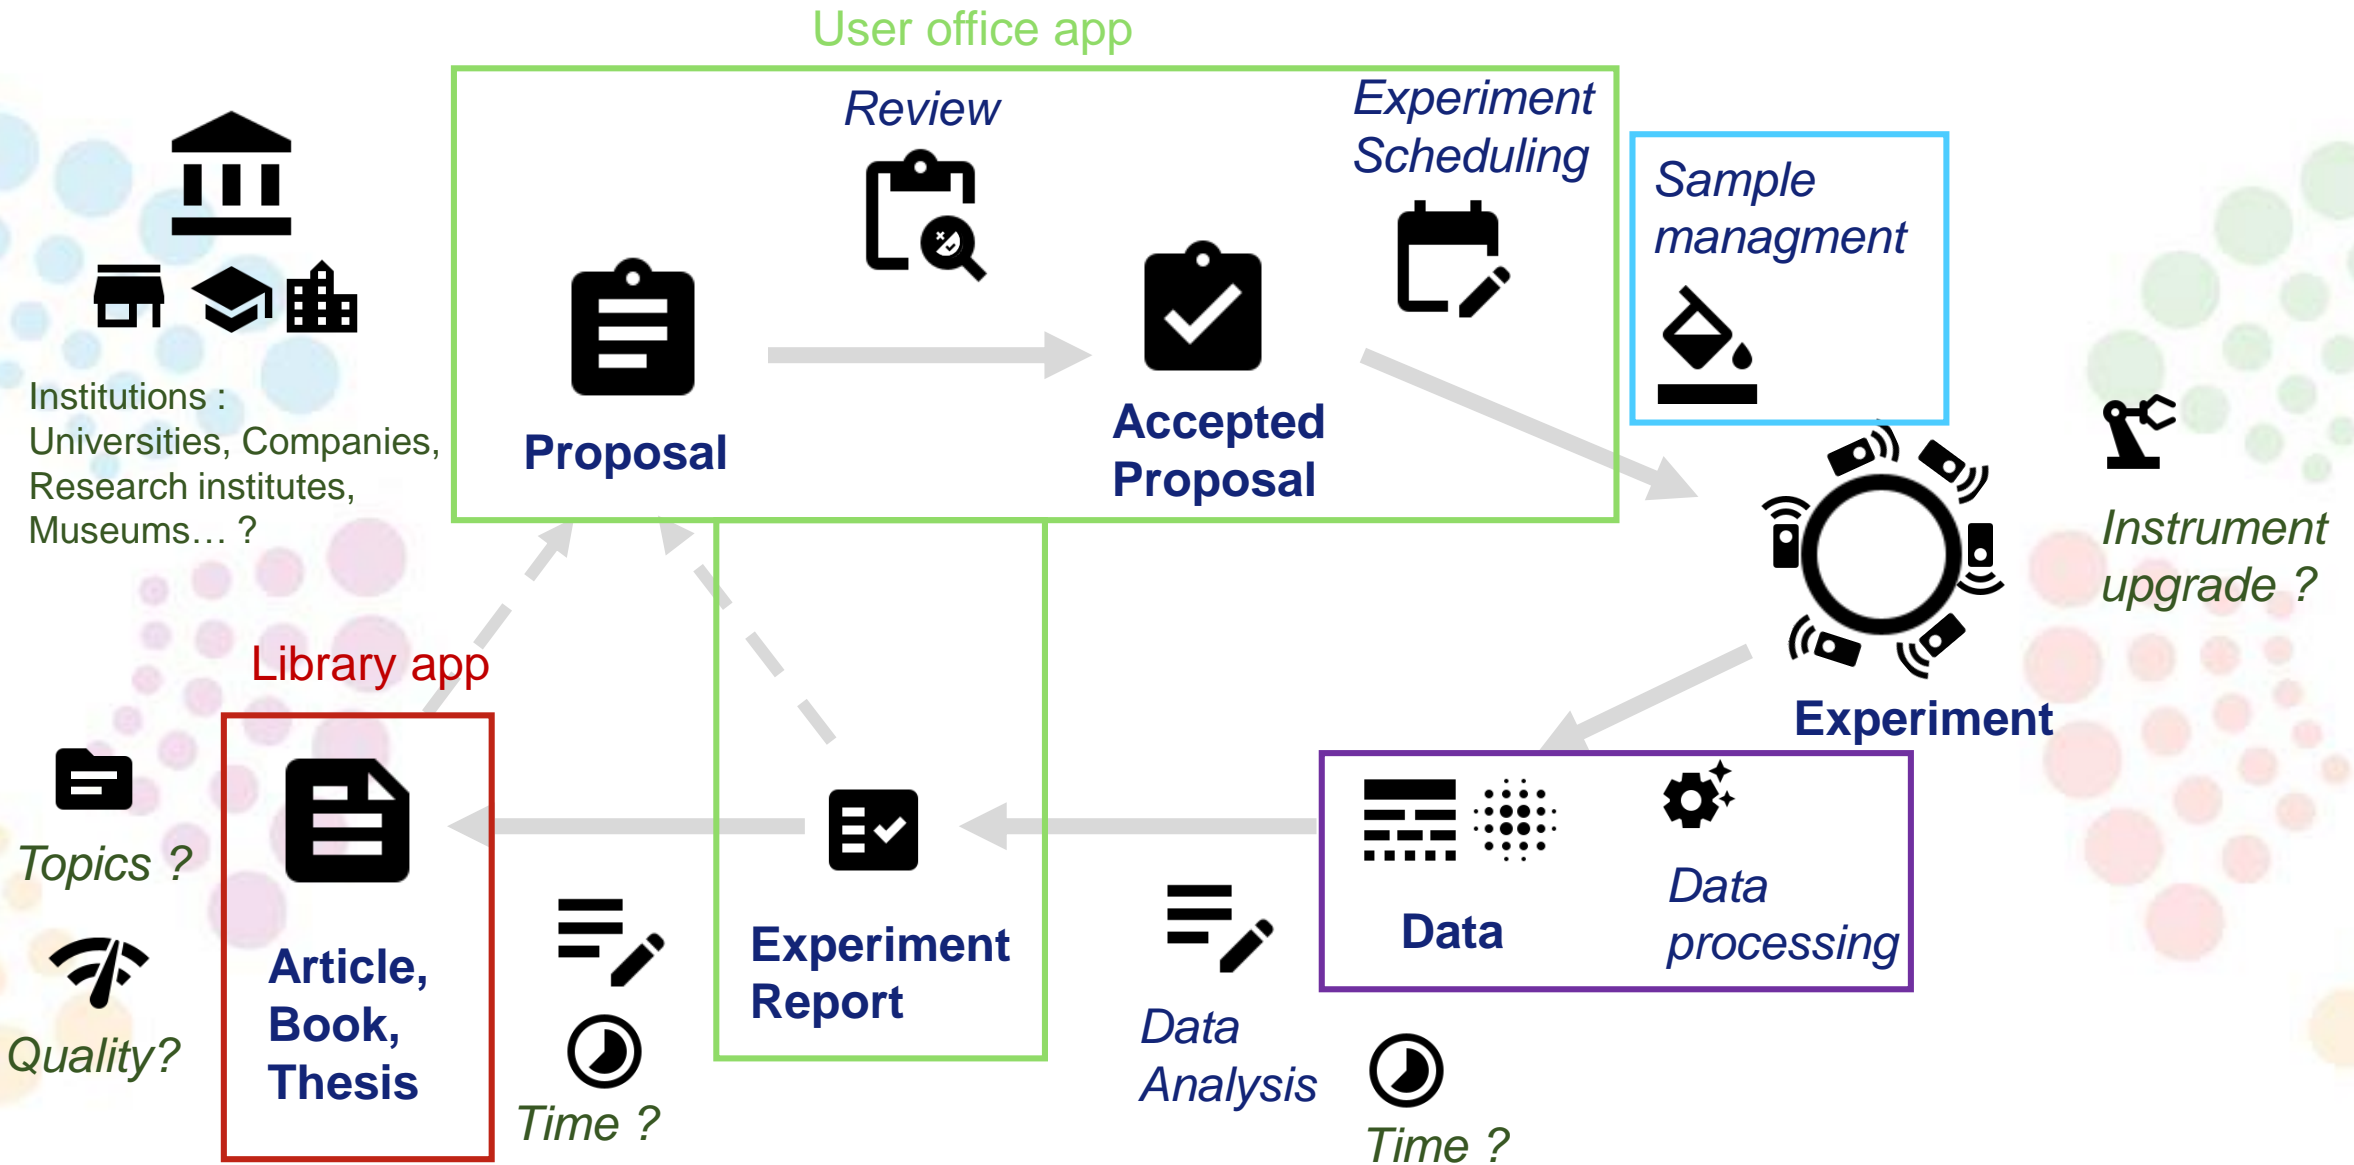 User office app
Review
Experiment
Scheduling
Sample
managment
Proposal
Accepted
Proposal
Institutions :
Universities, Companies,
Research institutes,
Museums... ?
Instrument
upgrade ?
Library app
Experiment
Topics ?
Quality?
Article,
Book,
Thesis
Time ?
Experiment
Report
Data
Analysis
Data
Data
processing
Time ?